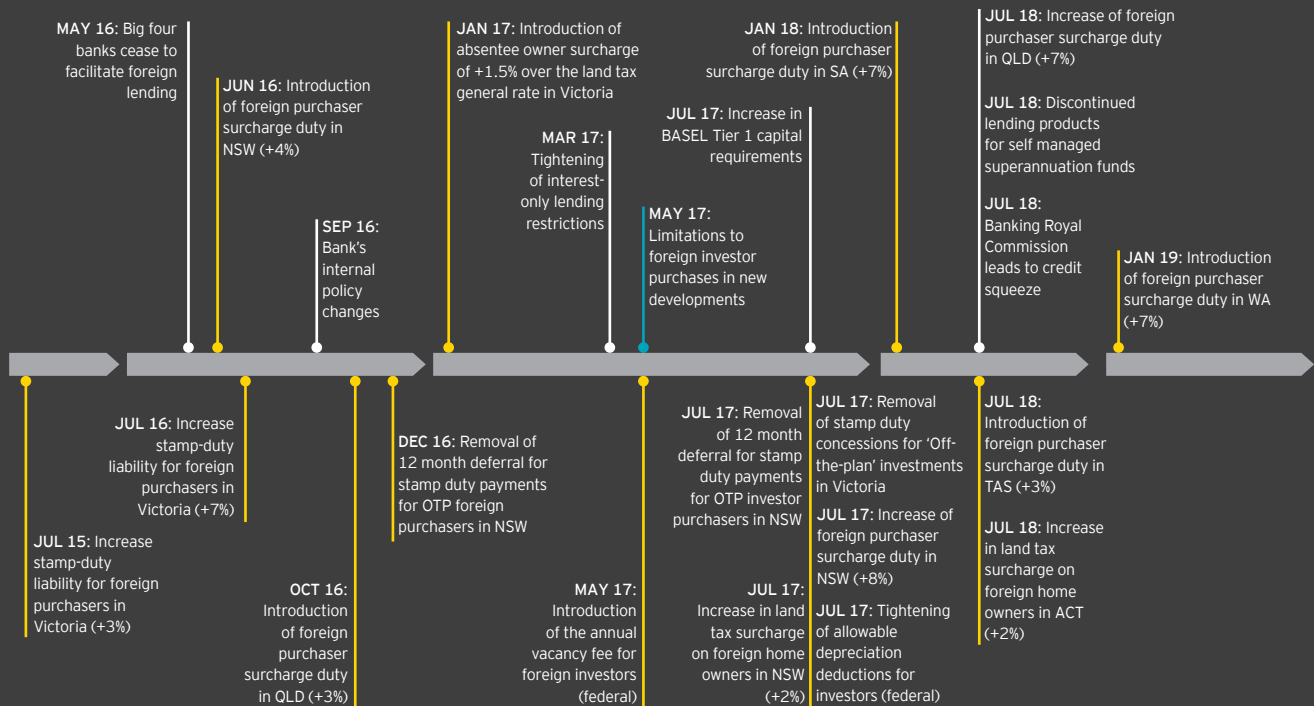 MAY 16: Big four
banks cease to
facilitate foreign
lending
JUN 16: Introduction
of foreign purchaser
surcharge duty in
NSW (+4%)
SEP 16:
Bank's
internal
policy
changes
JAN 17: Introduction of
absentee owner surcharge
of +1.5% over the land tax
general rate in Victoria
MAR 17:
Tightening
of interest-
only lending
restrictions
MAY 17:
Limitations to
foreign investor
purchases in new
developments
JAN 18: Introduction
of foreign purchaser
surcharge duty in SA (+7%)
JUL 17: Increase in
BASEL Tier 1 capital
requirements
JUL 18: Increase of foreign
purchaser surcharge duty
in QLD (+7%)
JUL 18: Discontinued
lending products
for self managed
superannuation funds
JUL 18:
Banking Royal
Commission
leads to credit
squeeze
JAN 19: Introduction
of foreign purchaser
surcharge duty in WA
(+7%)
JUL 15: Increase
stamp-duty
liability for foreign
purchasers in
Victoria (+3%)
JUL 16: Increase
stamp-duty
liability for foreign
purchasers in
Victoria (+7%)
OCT 16:
Introduction
of foreign
purchaser
surcharge duty
in QLD (+3%)
DEC 16: Removal of
12 month deferral for
stamp duty payments
for OTP foreign
purchasers in NSW
MAY 17:
Introduction
of the annual
vacancy fee for
foreign investors
(federal)
JUL 17: Removal
of 12 month
deferral for stamp
duty payments
for OTP investor
purchasers in NSW
JUL 17:
Increase in land
tax surcharge
on foreign home
owners in NSW
(+2%)
JUL 17: Removal
of stamp duty
concessions for 'Off-
the-plan' investments
in Victoria
JUL 17: Increase of
foreign purchaser
surcharge duty in
NSW (+8%)
JUL 17: Tightening
of allowable
depreciation
deductions for
investors (federal)
JUL 18:
Introduction of
foreign purchaser
surcharge duty in
TAS (+3%)
JUL 18: Increase
in land tax
surcharge on
foreign home
owners in ACT
(+2%)